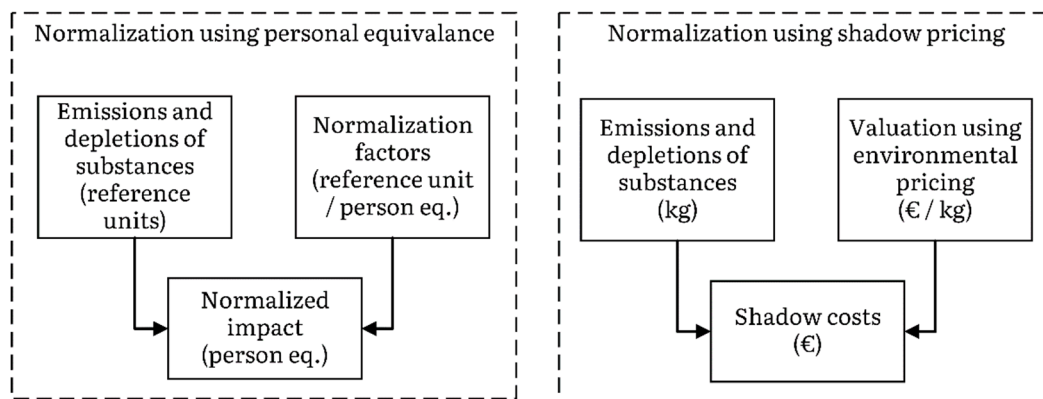 Normalization using personal equivalance
Emissions and
depletions of
substances
(reference
units)
Normalization
factors
(reference unit
/ person eq.)
Normalized
impact
(person eq.)
Normalization using shadow pricing
Emissions and
depletions of
substances
(kg)
Valuation using
environmental
pricing
(€ / kg)
Shadow costs
(€)